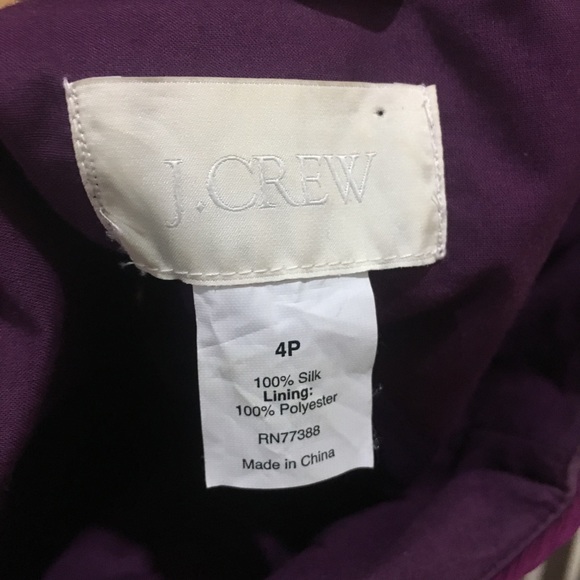 J.CREW
4P
100% Silk
Lining:
100% Polyester
RN77388
Made in China